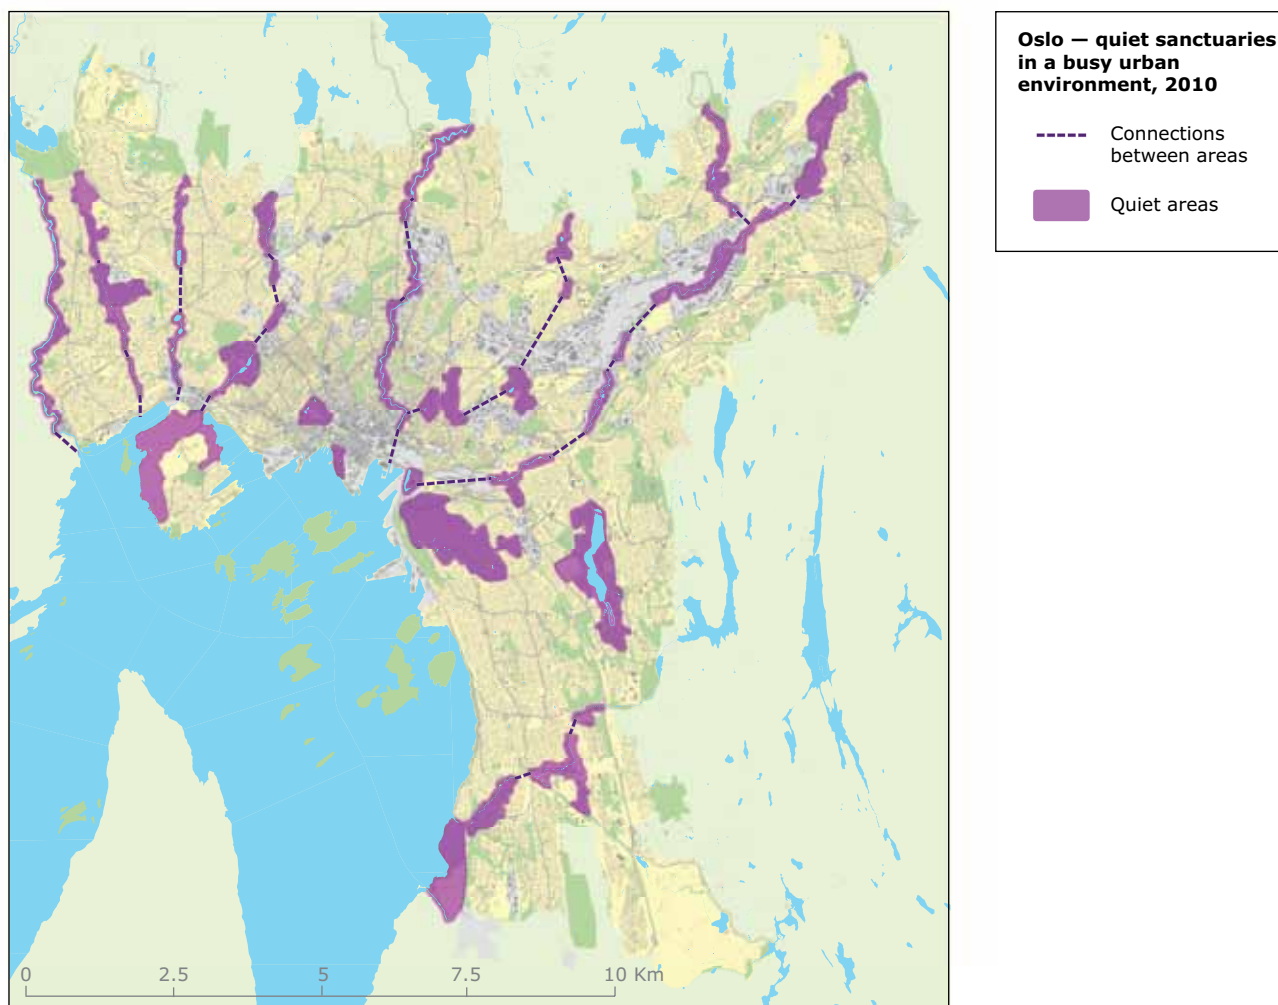 Oslo — quiet sanctuaries
in a busy urban
environment, 2010
Connections
between areas
Quiet areas
0 2.5 5 7.5 10 Km